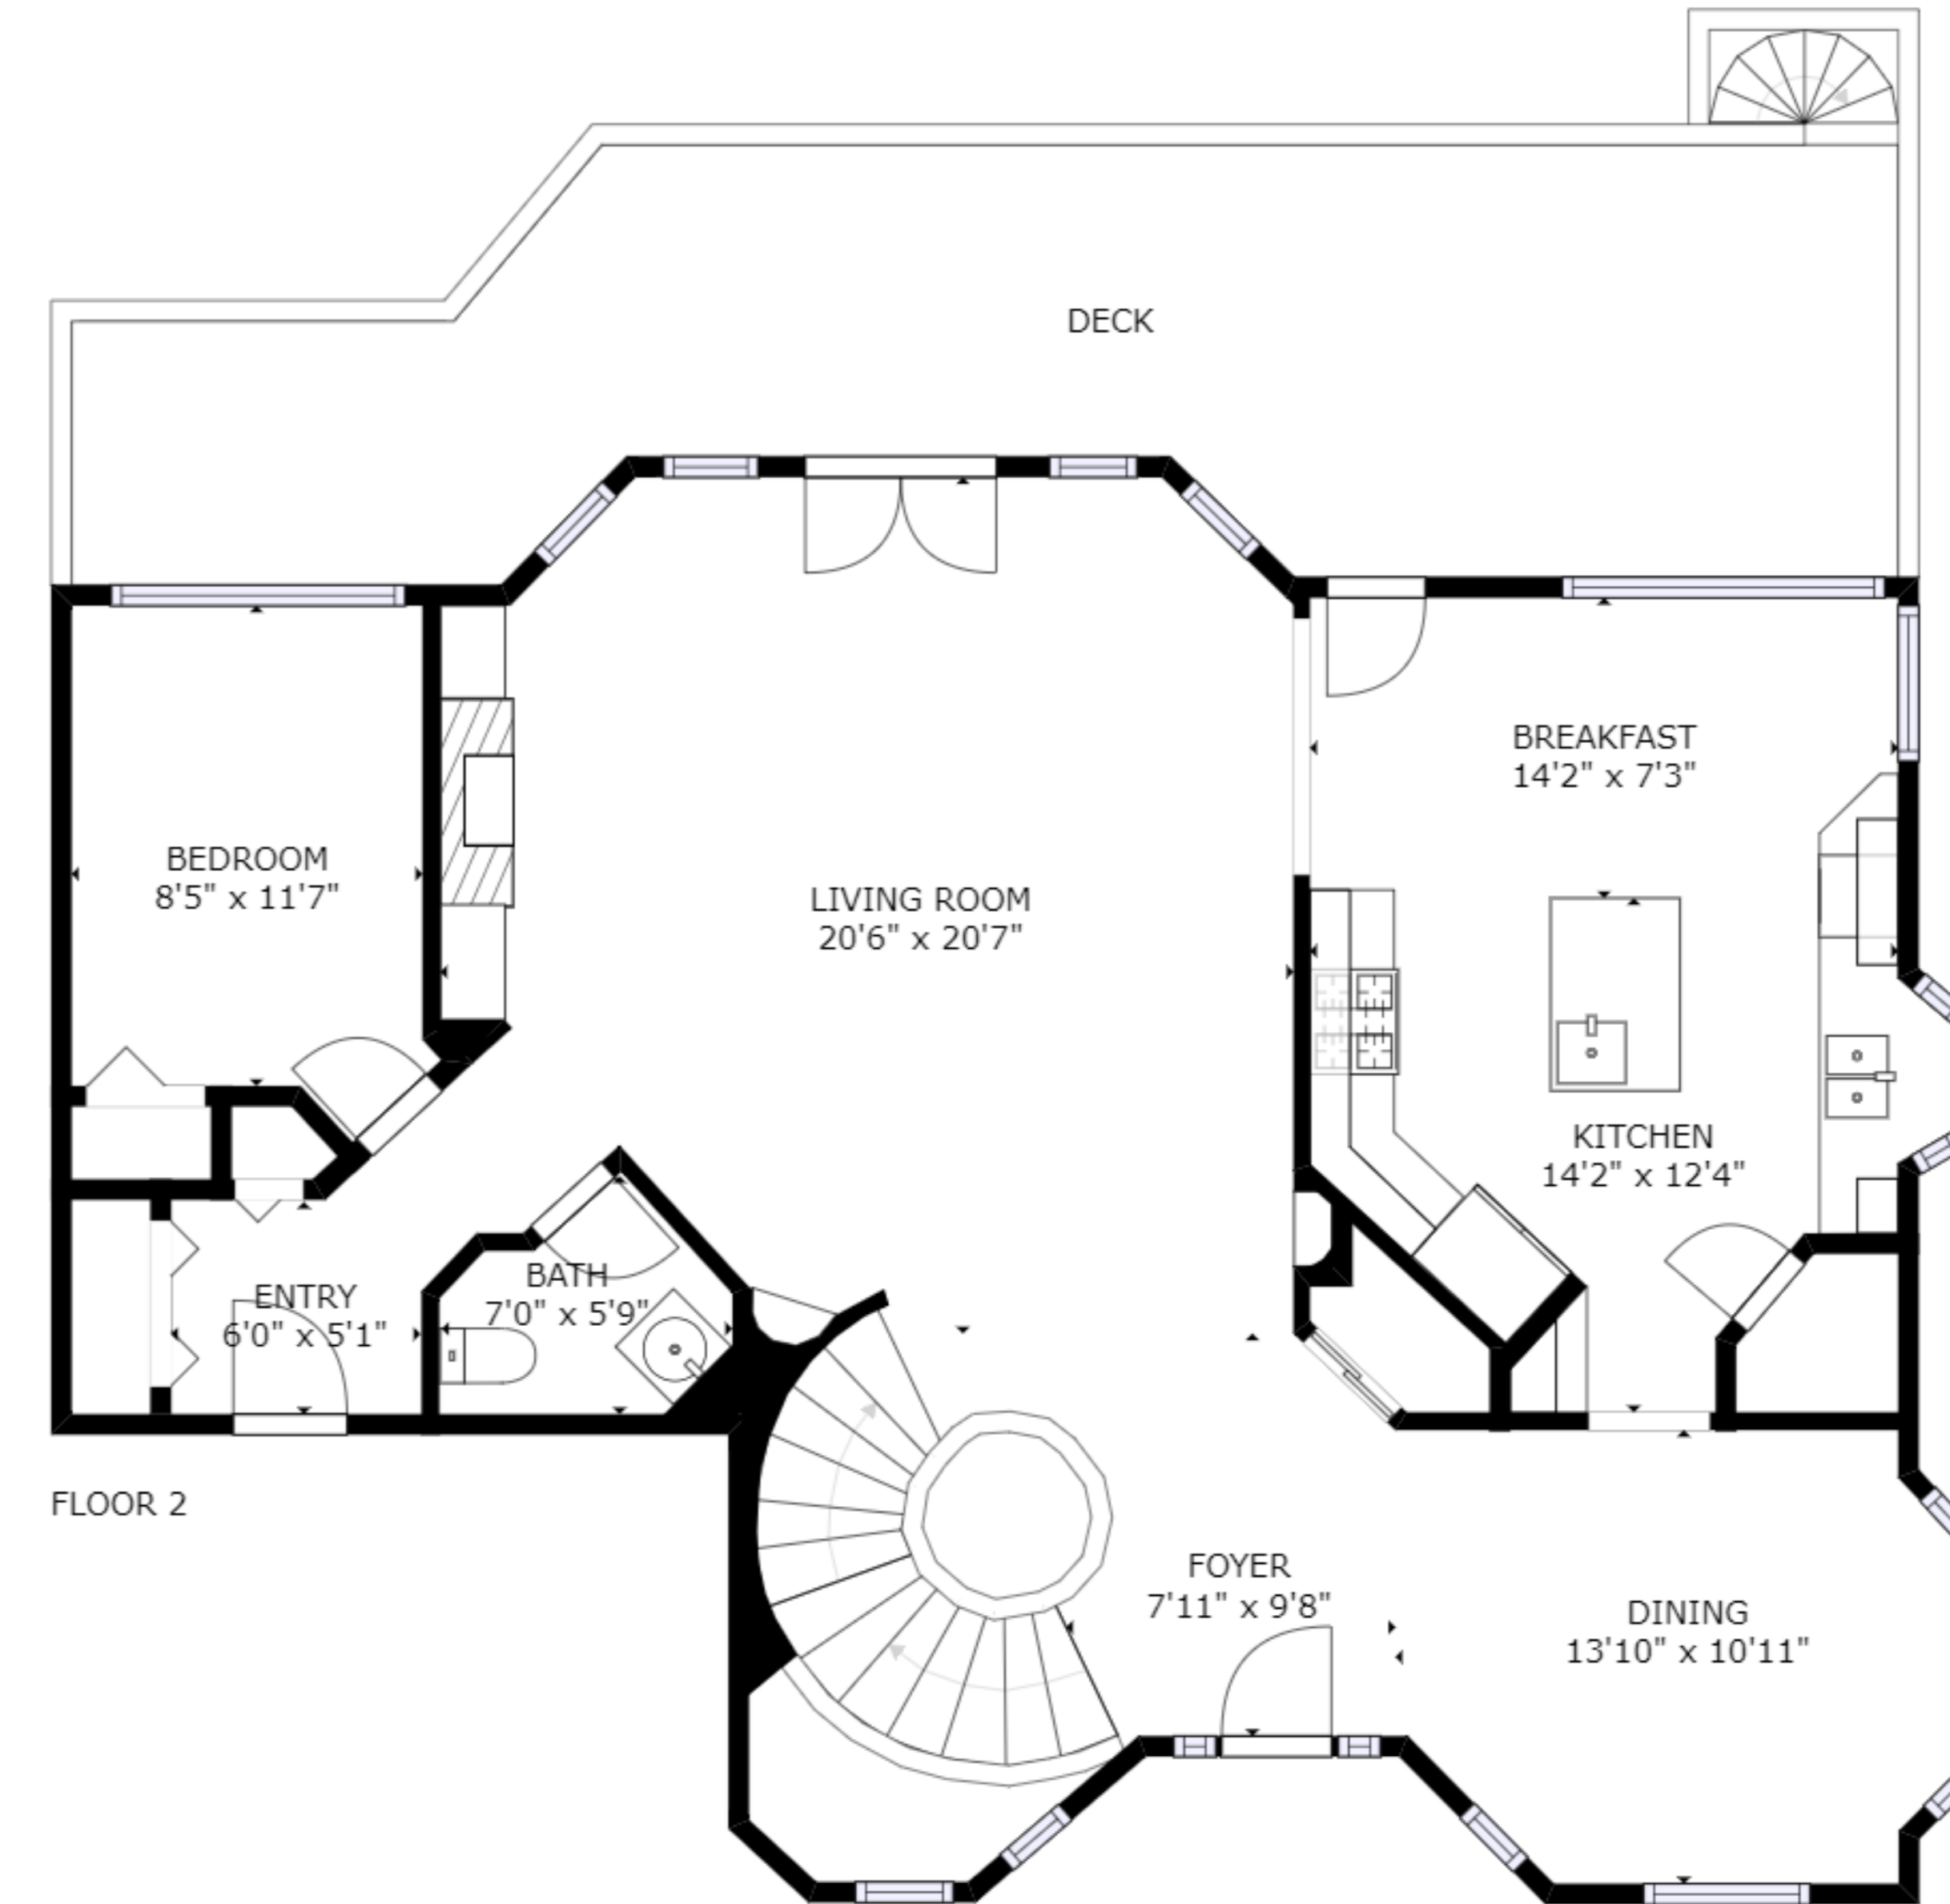 DECK
BREAKFAST
14'2" x 7'3"
BEDROOM
8'5" x 11'7"
LIVING ROOM
20'6" x 20'7"
KITCHEN
14'2" x 12'4"
BATH
7'0" x 5'9"
ENTRY
6'0" x 5'1"
FLOOR 2
FOYER
7'11" x 9'8"
DINING
13'10" x 10'11"